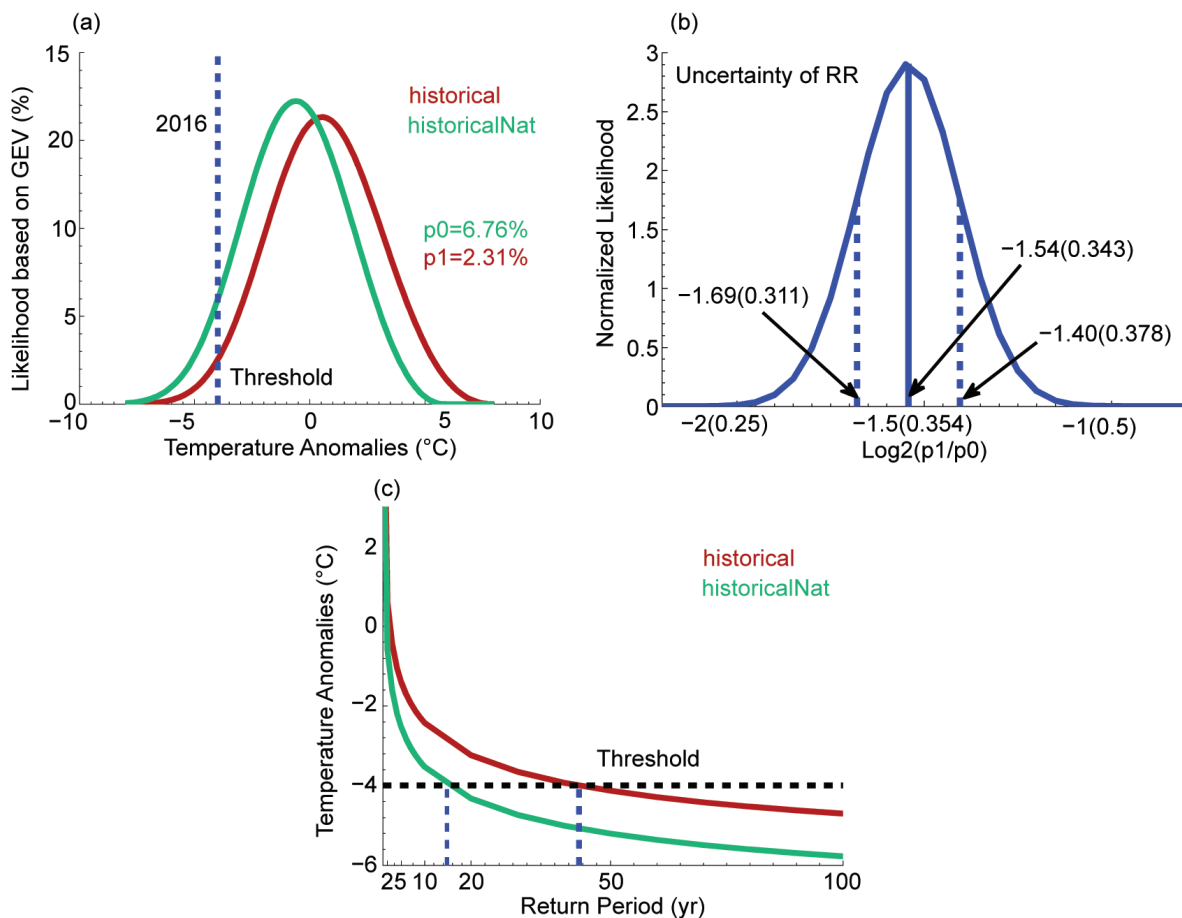 (a)
15
20
10
5
0
Likelihood based on GEV (%)
2016
historical
historicalNat
p0=6.76%
p1=2.31%
Threshold
−10
−5
0
5
10
Temperature Anomalies (°C)
(b)
3
2.5
2
1.5
1
0.5
0
Normalized Likelihood
Uncertainty of RR
−1.54(0.343)
−1.69(0.311)
−1.40(0.378)
−2(0.25)
−1.5(0.354)
−1(0.5)
Log2(p1/p0)
(c)
2
0
−2
−4
−6
Temperature Anomalies (°C)
historical
historicalNat
Threshold
25 10 20 50 100
Return Period (yr)